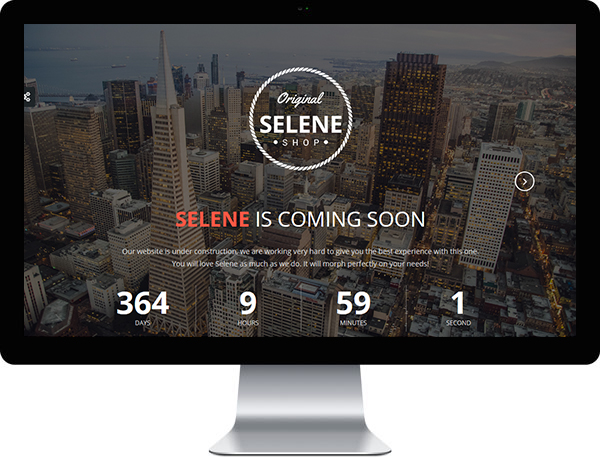 Original
SELENE
• SHOP •
SELENE IS COMING SOON
Our website is under construction, we are working very hard to give you the best experience with this one.
You will love Selene as much as we do. It will morph perfectly on your needs!
364 9 59 1
DAYS HOURS MINUTES SECOND